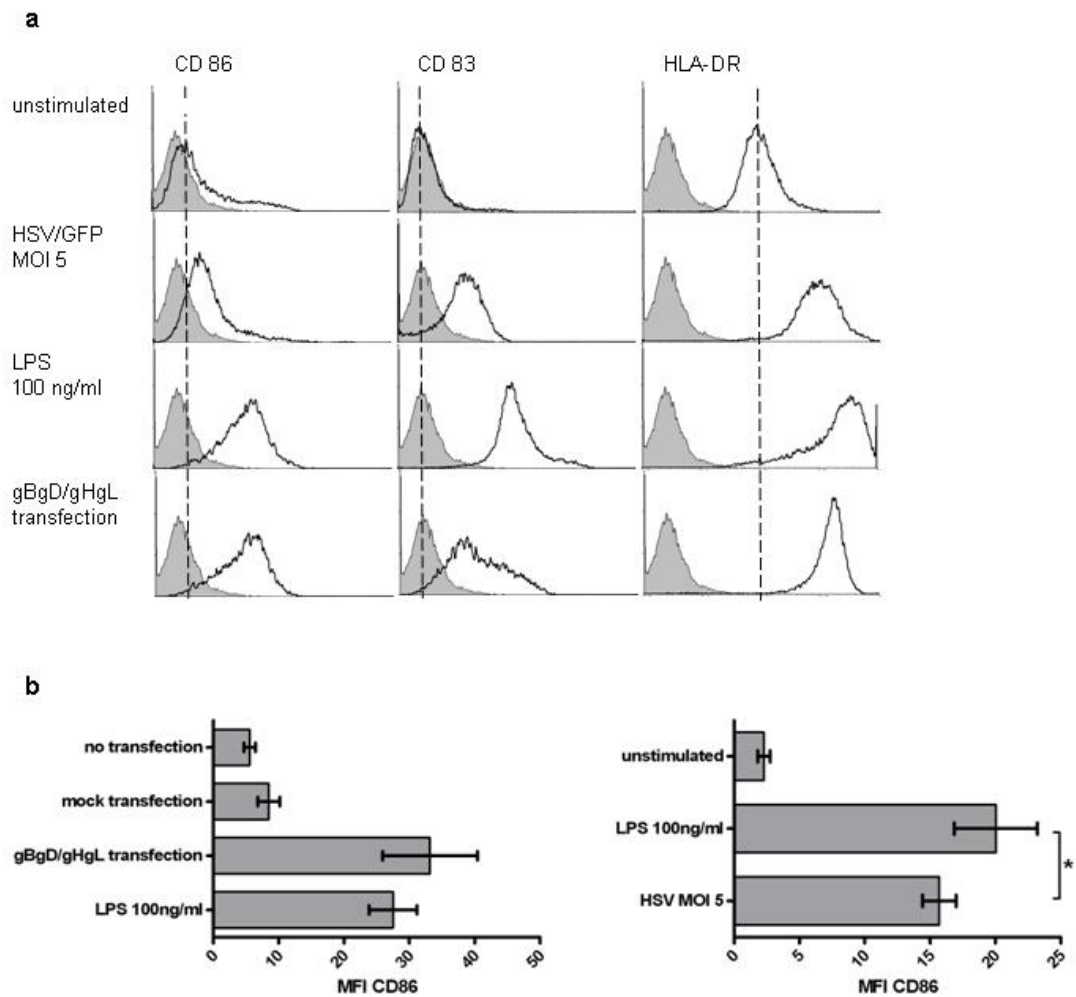 a
CD 86 CD 83 HLA-DR
unstimulated
HSV/GFP
MOI 5
LPS
100 ng/ml
gBgD/gHgL
transfection
b
no transfection
mock transfection
gBgD/gHgL transfection
LPS 100ng/ml
0 10 20 30 40 50
MFI CD86
unstimulated
LPS 100ng/ml
HSV MOI 5
*
0 5 10 15 20 25
MFI CD86